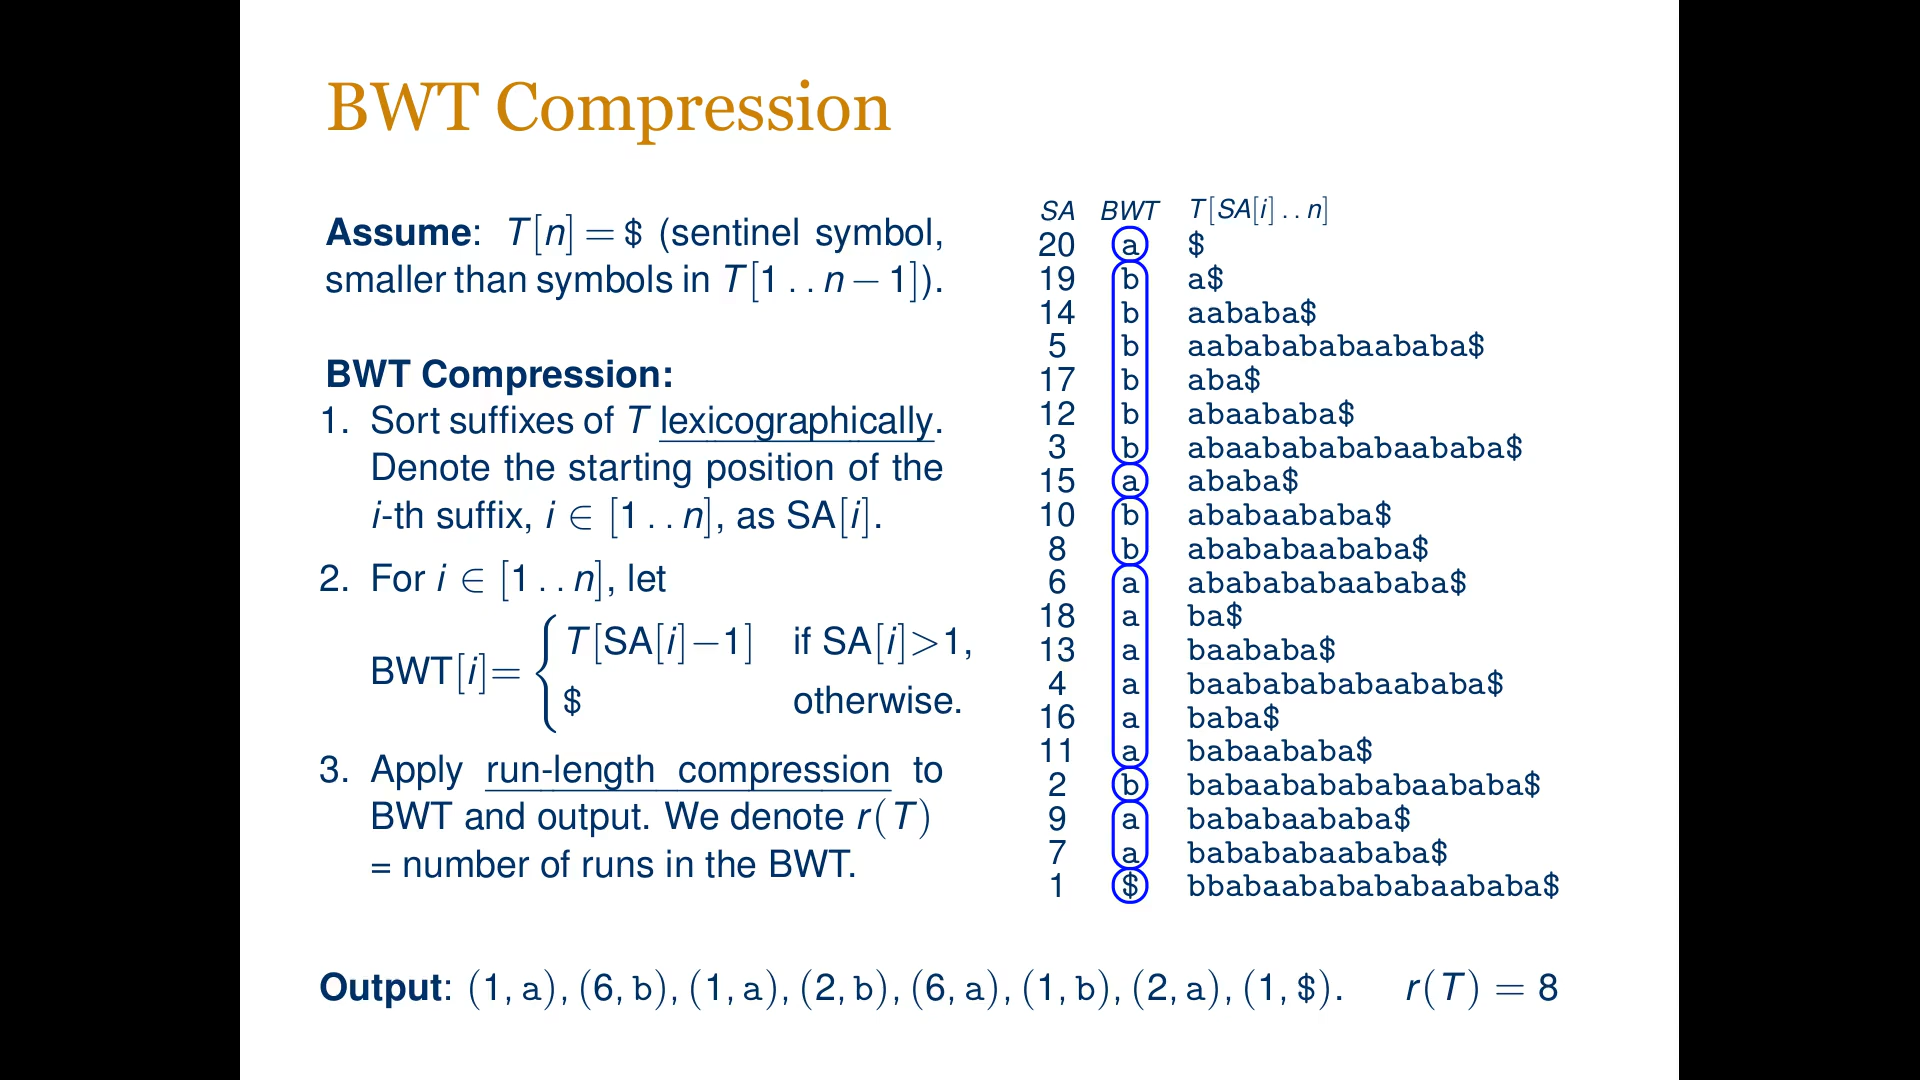 BWT Compression
Assume: T[n] = $ (sentinel symbol,
smaller than symbols in T[1 . . n − 1]).
BWT Compression:
1. Sort suffixes of T lexicographically.
Denote the starting position of the
i-th suffix, i ∈ [1 . . n], as SA[i].
2. For i ∈ [1 . . n], let
BWT[i]= { T[SA[i]−1] if SA[i]>1,
$ otherwise.
3. Apply run-length compression to
BWT and output. We denote r(T)
= number of runs in the BWT.
SA BWT T[SA[i] . . n]
20 a $
19 b a$
14 b aababa$
5 b aababababaababa$
17 b aba$
12 b abaababa$
3 b abaababababaababa$
15 a ababa$
10 b ababaababa$
8 b abababaababa$
6 a ababababaababa$
18 a ba$
13 a baababa$
4 a baababababaababa$
16 a baba$
11 a babaababa$
2 b babaababababaababa$
9 a bababaababa$
7 a babababaababa$
1 $ bbabaababababaababa$
Output: (1, a), (6, b), (1, a), (2, b), (6, a), (1, b), (2, a), (1, $). r(T) = 8